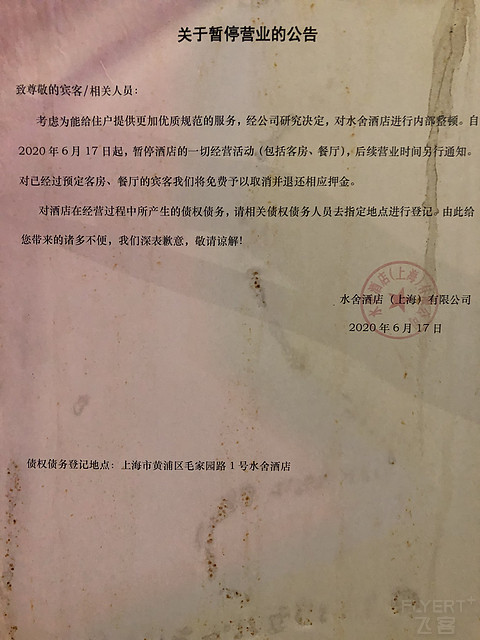 关于暂停营业的公告
致尊敬的宾客/相关人员：
考虑为能给住户提供更加优质规范的服务，经公司研究决定，对水舍酒店进行内部整顿。自
2020年6月17日起，暂停酒店的一切经营活动（包括客房、餐厅），后续营业时间另行通知。
对已经过预定客房、餐厅的宾客我们将免费予以取消并退还相应押金。
对酒店在经营过程中所产生的债权债务，请相关债权债务人员去指定地点进行登记。由此给
您带来的诸多不便，我们深表歉意，敬请谅解！
水舍酒店（上海）有限公司
2020年6月17日
债权债务登记地点：上海市黄浦区毛家园路1号水舍酒店
FLYERT+
飞客